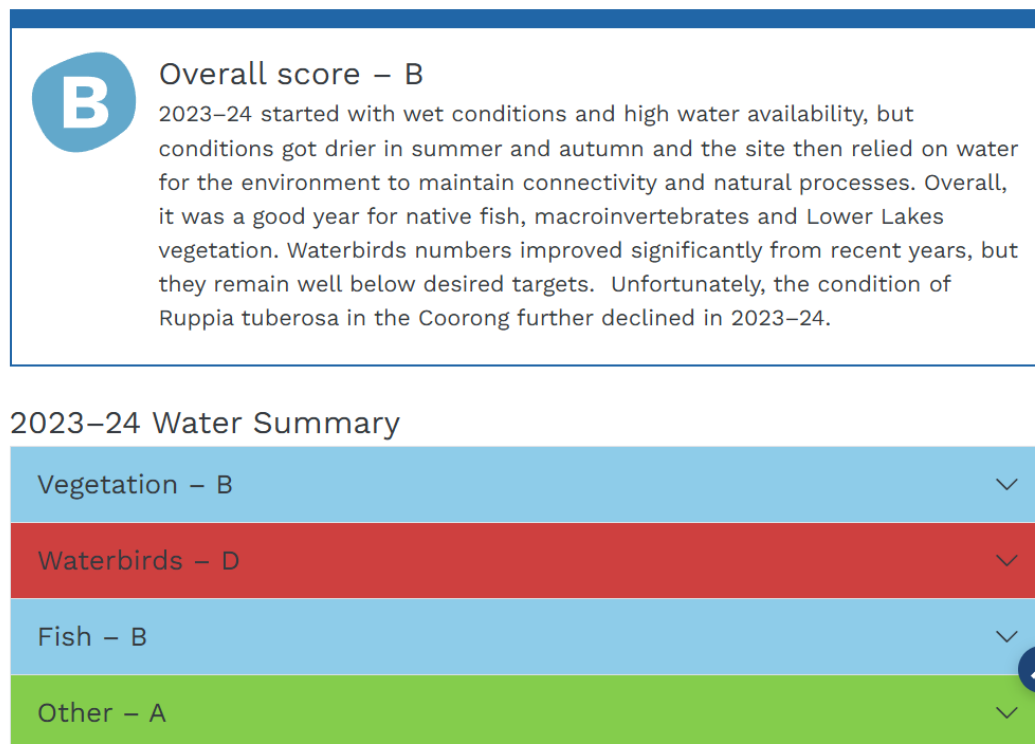 B
Overall score – B
2023–24 started with wet conditions and high water availability, but
conditions got drier in summer and autumn and the site then relied on water
for the environment to maintain connectivity and natural processes. Overall,
it was a good year for native fish, macroinvertebrates and Lower Lakes
vegetation. Waterbirds numbers improved significantly from recent years, but
they remain well below desired targets.  Unfortunately, the condition of
Ruppia tuberosa in the Coorong further declined in 2023–24.
2023–24 Water Summary
Vegetation – B
Waterbirds – D
Fish – B
Other – A